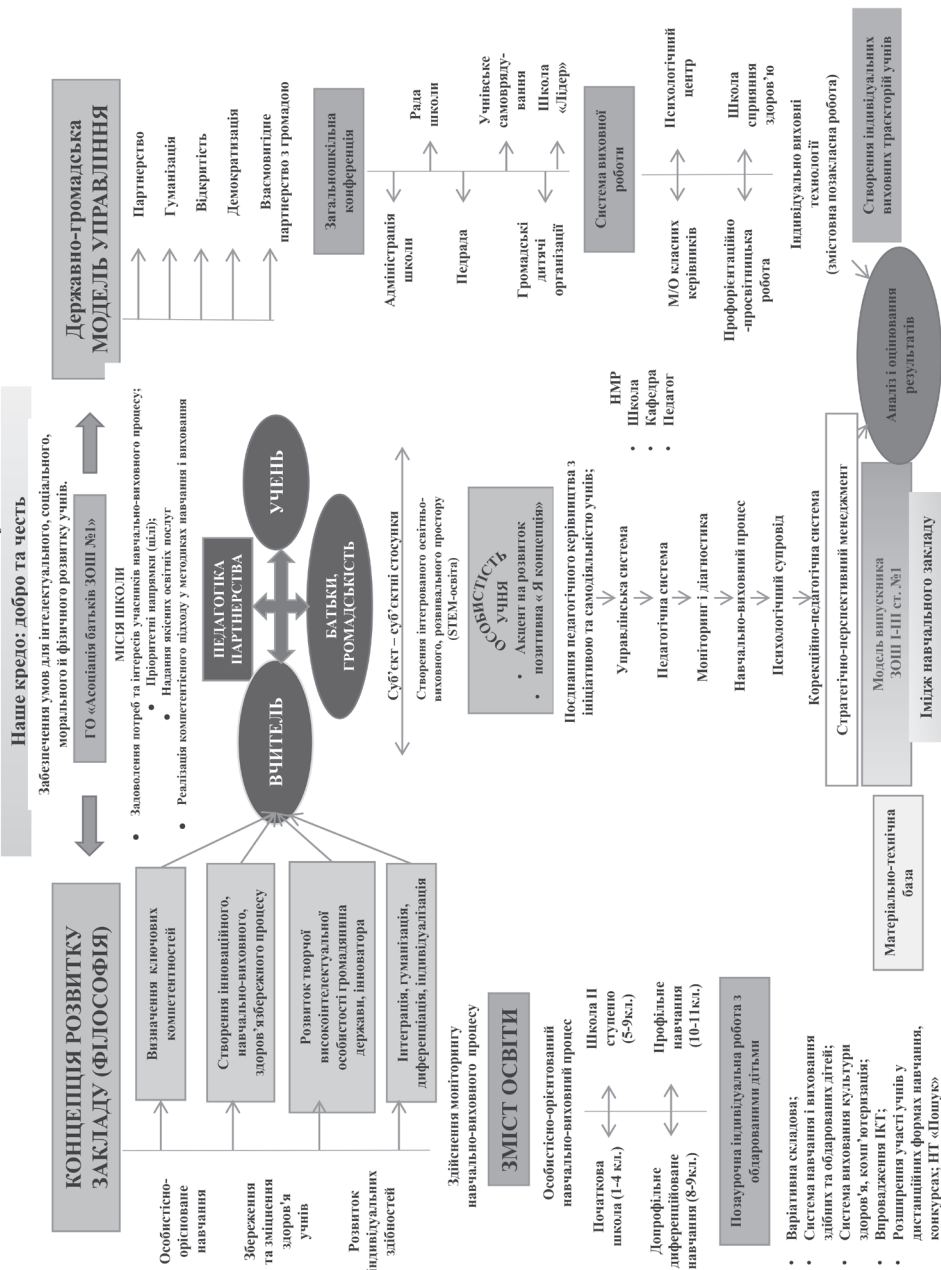 Наше кредо: добро та честь
Забезпечення умов для інтелектуального, соціального,
морального й фізичного розвитку учнів.
ГО «Асоціація батьків ЗОШ №1»
КОНЦЕПЦІЯ РОЗВИТКУ
ЗАКЛАДУ (ФІЛОСОФІЯ)
Особистісно-
орієсноване
навчання
Збереження
та зміцнення
здоров'я
учнів
Розвиток
індивідуальних
здібностей
Визначення ключових
компетентностей
Створення інноваційного,
навчально-виховного,
здоров'язбережного процесу
Розвиток творчої
високоінтелектуальної
особистості громадянина
держави, інноватора
Інтеграція, гуманізація,
диференціація, індивідуалізація
Здійснення моніторингу
навчально-виховного процесу
ЗМІСТ ОСВІТИ
Особистісно-орієнтований
навчально-виховний процес
Початкова
школа (1-4 кл.)
Школа ІІ
ступеню
(5-9кл.)
Допрофільне
диференційоване
навчання (8-9кл.)
Профільне
навчання
(10-11кл.)
Позаурочна індивідуальна робота з
обдарованими дітьми
• Варіативна складова;
• Система навчання і виховання
здібних та обдарованих дітей;
• Система виховання культури
здоров'я, комп'ютеризація;
• Впровадження ІКТ;
• Розширення участі учнів у
дистанційних формах навчання,
конкурсах; НТ «Пошук»
МІСІЯ ШКОЛИ
• Задоволення потреб та інтересів учасників навчально-виховного процесу;
• Пріоритетні напрямки (цілі);
• Надання якісних освітніх послуг
• Реалізація компетентісного підходу у методиках навчання і виховання
ПЕДАГОГІКА
ПАРТНЕРСТВА
ВЧИТЕЛЬ
УЧЕНЬ
БАТЬКИ,
ГРОМАДСЬКІСТЬ
Суб'єкт – суб'єктні стосунки
Створення інтегрованого освітньо-
виховного, розвивального простору
(STEM-освіта)
ОСОБИСТІСТЬ
УЧНЯ
• Акцент на розвиток
• позитивна « Я концепція»
Поєднання педагогічного керівництва з
ініціативою та самодіяльністю учнів;
Управлінська система
Педагогічна система
Моніторинг і діагностика
Навчально-виховний процес
Психологічний супровід
Корекційно-педагогічна система
НМР
• Школа
• Кафедра
• Педагог
Стратегічно-перспективний менеджмент
Модель випускника
ЗОШ І-ІІІ ст. №1
Імідж навчального закладу
Матеріально-технічна
база
Державно-громадська
МОДЕЛЬ УПРАВЛІННЯ
Партнерство
Гуманізація
Відкритість
Демократизація
Взаємовигідне
партнерство з громадою
Загальношкільна
конференція
Адміністрація
школи
Рада
школи
Педрада
Учнівське
самовряду-
вання
Громадські
дитячі
організації
Школа
«Лідер»
Система виховної
роботи
М/О класних
керівників
Психологічний
центр
Профорієнтаційно
-просвітницька
робота
Школа
сприяння
здоров'ю
Індивідуально виховні
технології
(змістовна позакласна робота)
Створення індивідуальних
виховних траєкторій учнів
Аналіз і оцінювання
результатів